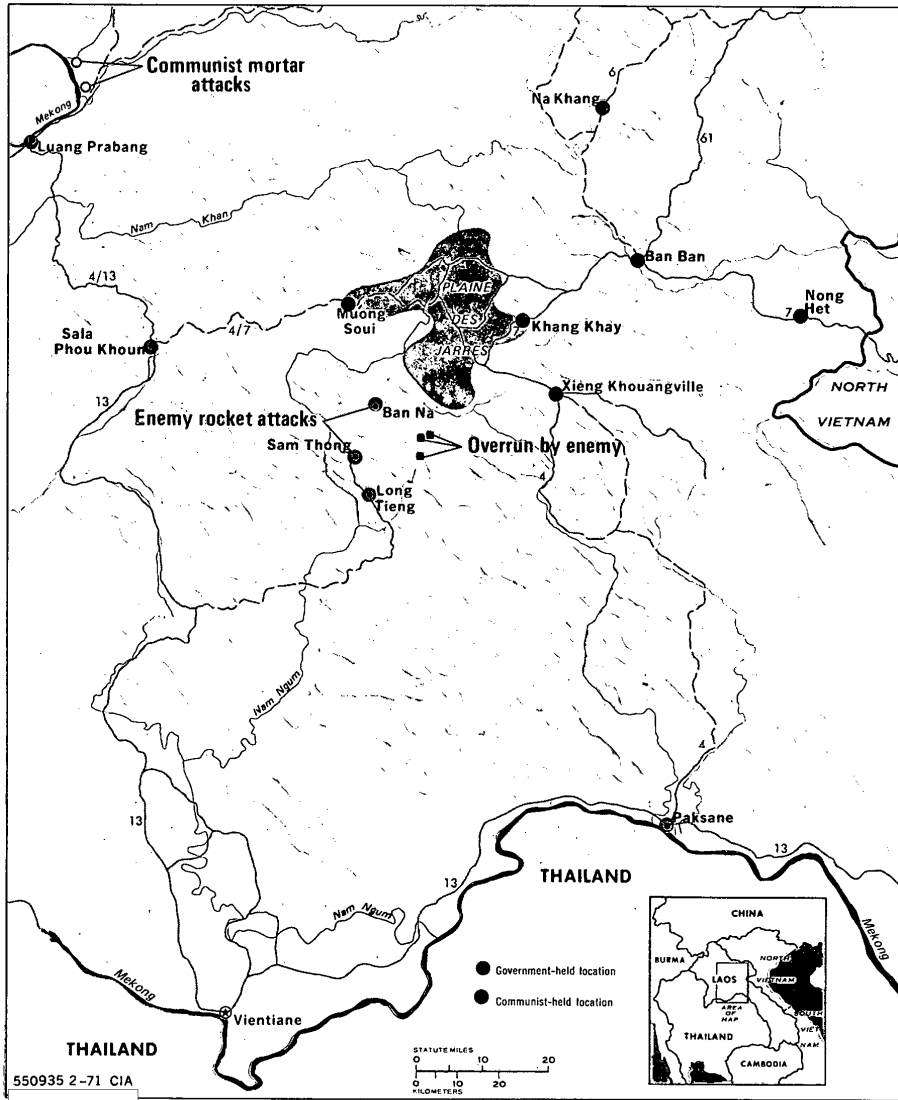 Communist mortar
attacks
Mekong
Luang Prabang
Na Khang
6
61
Nam Khan
4/13
Ban Ban
PLAINE
DES
JARRES
Muong
Soui
7
Khang Khay
7
Nong
Het
Sala
Phou Khoun
4/7
13
NORTH
VIETNAM
Xieng Khouangville
Enemy rocket attacks
Ban Na
Sam Thong
Overrun by enemy
Long
Tieng
4
Nam Ngum
4
Paksane
13
13
THAILAND
13
Nam Ngum
Mekong
Mekong
Vientiane
THAILAND
Government-held location
Communist-held location
STATUTE MILES
0 10 20
0 10 20
KILOMETERS
CHINA
BURMA
NORTH
VIETNAM
LAOS
AREA
OF
MAP
SOUTH
VIET
NAM
THAILAND
CAMBODIA
550935 2-71 CIA